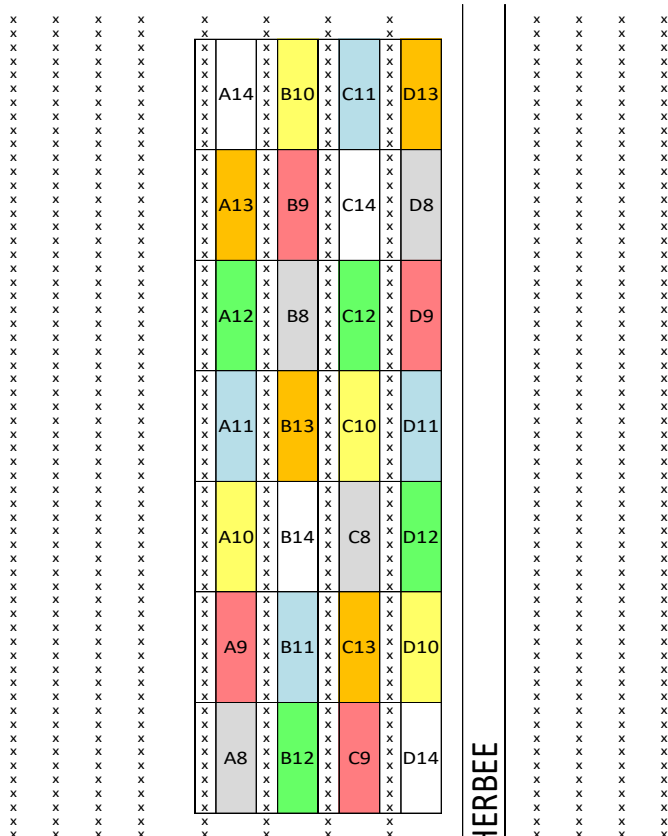 A14 B10 C11 D13
A13 B9 C14 D8
A12 B8 C12 D9
A11 B13 C10 D11
A10 B14 C8 D12
A9 B11 C13 D10
A8 B12 C9 D14
HERBEE